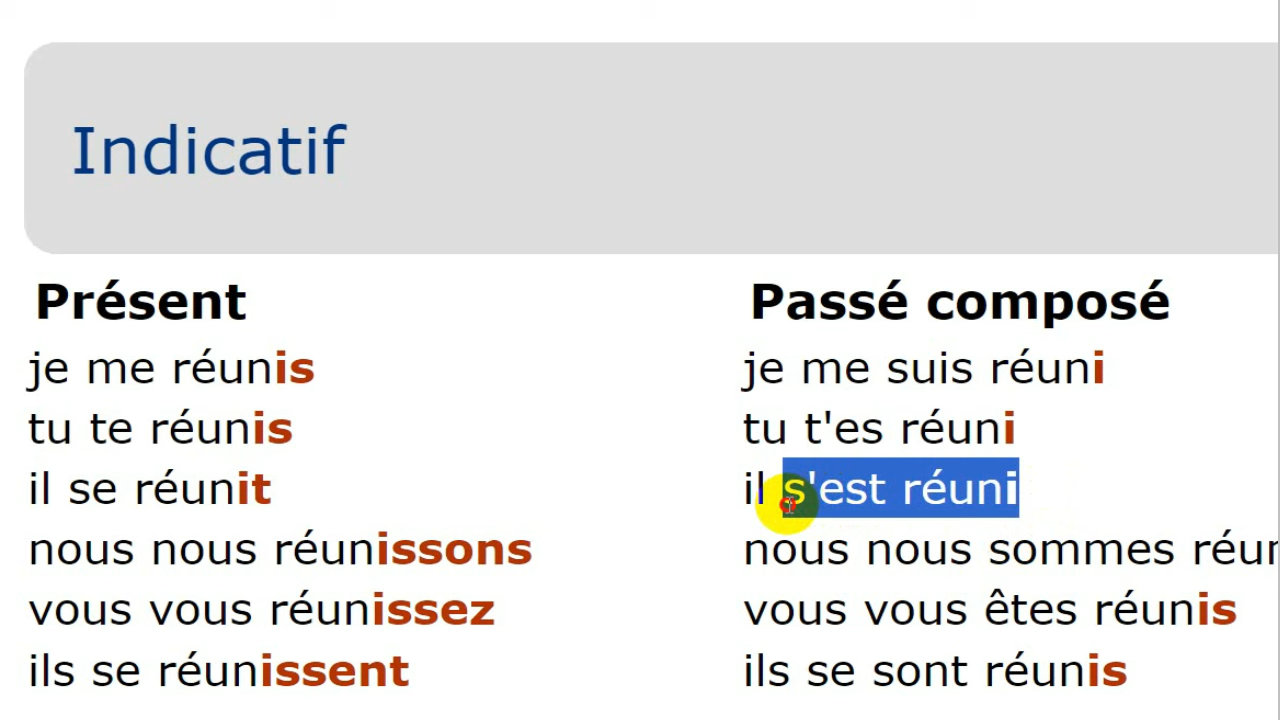 Indicatif
Présent
je me réunis
tu te réunis
il se réunit
nous nous réunissons
vous vous réunissez
ils se réunissent
Passé composé
je me suis réuni
tu t'es réuni
il s'est réuni
nous nous sommes
vous vous êtes réunis
ils se sont réunis